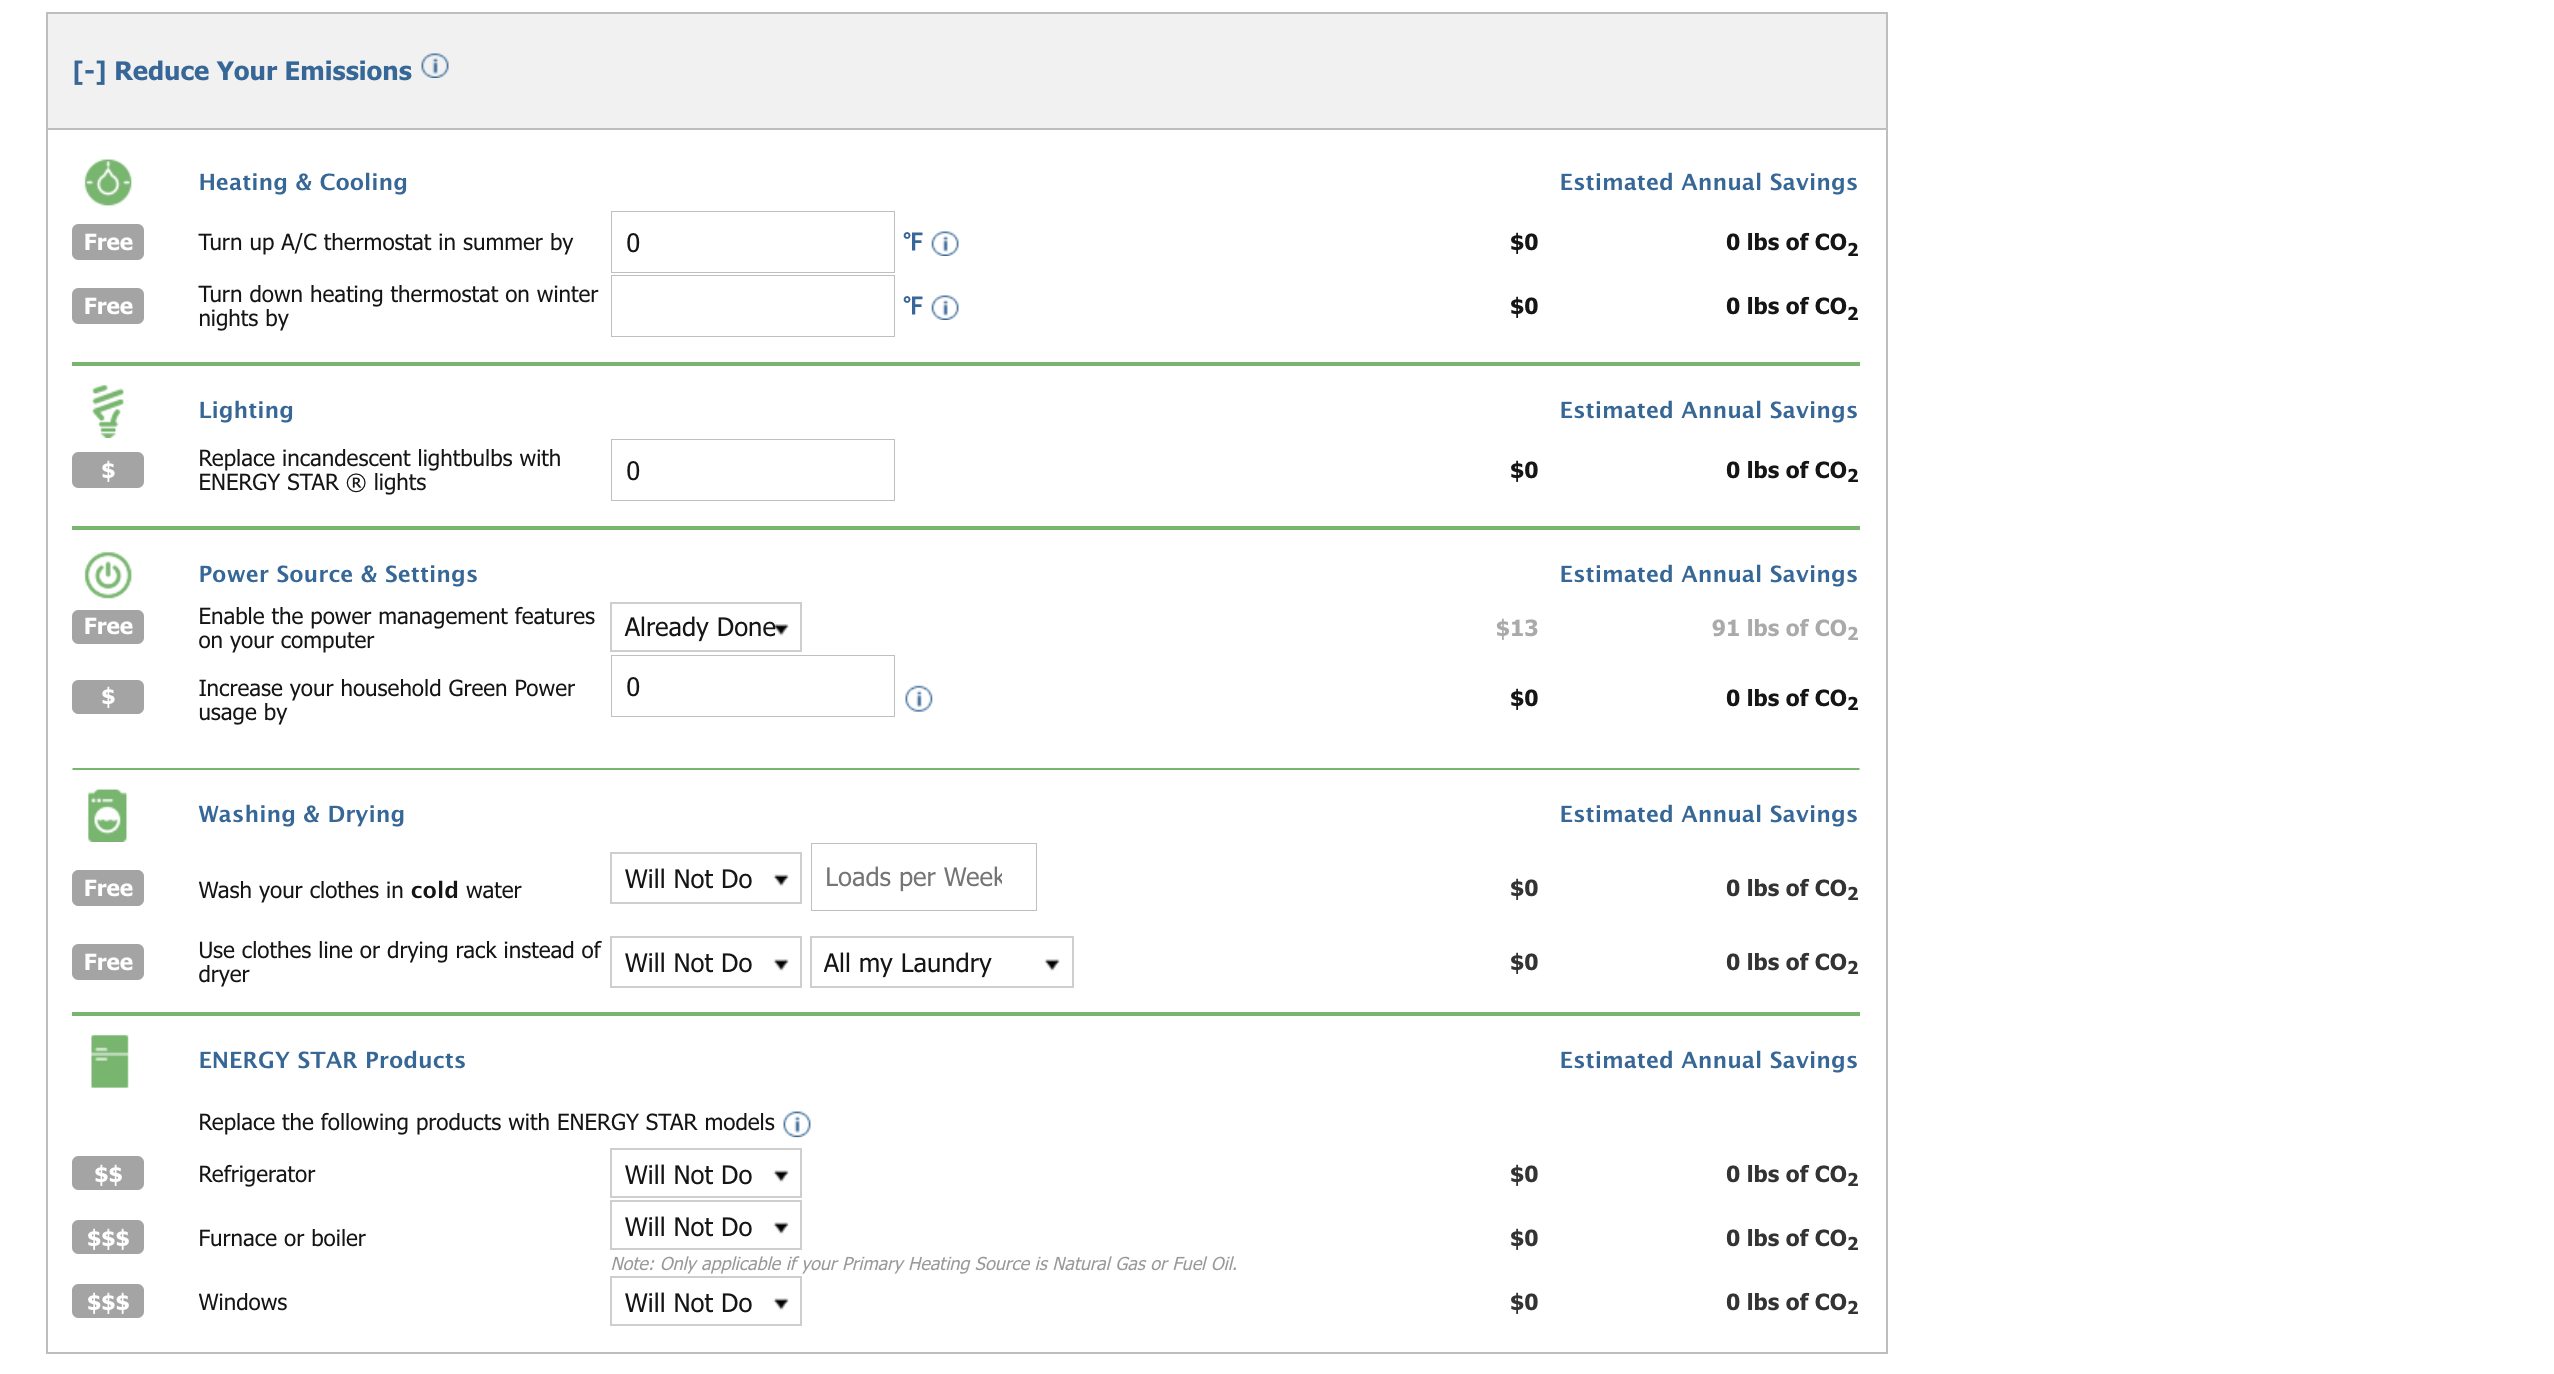 [-] Reduce Your Emissions
Heating & Cooling Estimated Annual Savings
Free Turn up A/C thermostat in summer by 0 °F $0 0 lbs of CO2
Free Turn down heating thermostat on winter
nights by °F $0 0 lbs of CO2
Lighting Estimated Annual Savings
$ Replace incandescent lightbulbs with
ENERGY STAR ® lights 0 $0 0 lbs of CO2
Power Source & Settings Estimated Annual Savings
Free Enable the power management features
on your computer Already Done $13 91 lbs of CO2
$ Increase your household Green Power
usage by 0 $0 0 lbs of CO2
Washing & Drying Estimated Annual Savings
Free Wash your clothes in cold water Will Not Do Loads per Week $0 0 lbs of CO2
Free Use clothes line or drying rack instead of
dryer Will Not Do All my Laundry $0 0 lbs of CO2
ENERGY STAR Products Estimated Annual Savings
Replace the following products with ENERGY STAR models
$$ Refrigerator Will Not Do $0 0 lbs of CO2
$$$ Furnace or boiler Will Not Do $0 0 lbs of CO2
Note: Only applicable if your Primary Heating Source is Natural Gas or Fuel Oil.
$$$ Windows Will Not Do $0 0 lbs of CO2